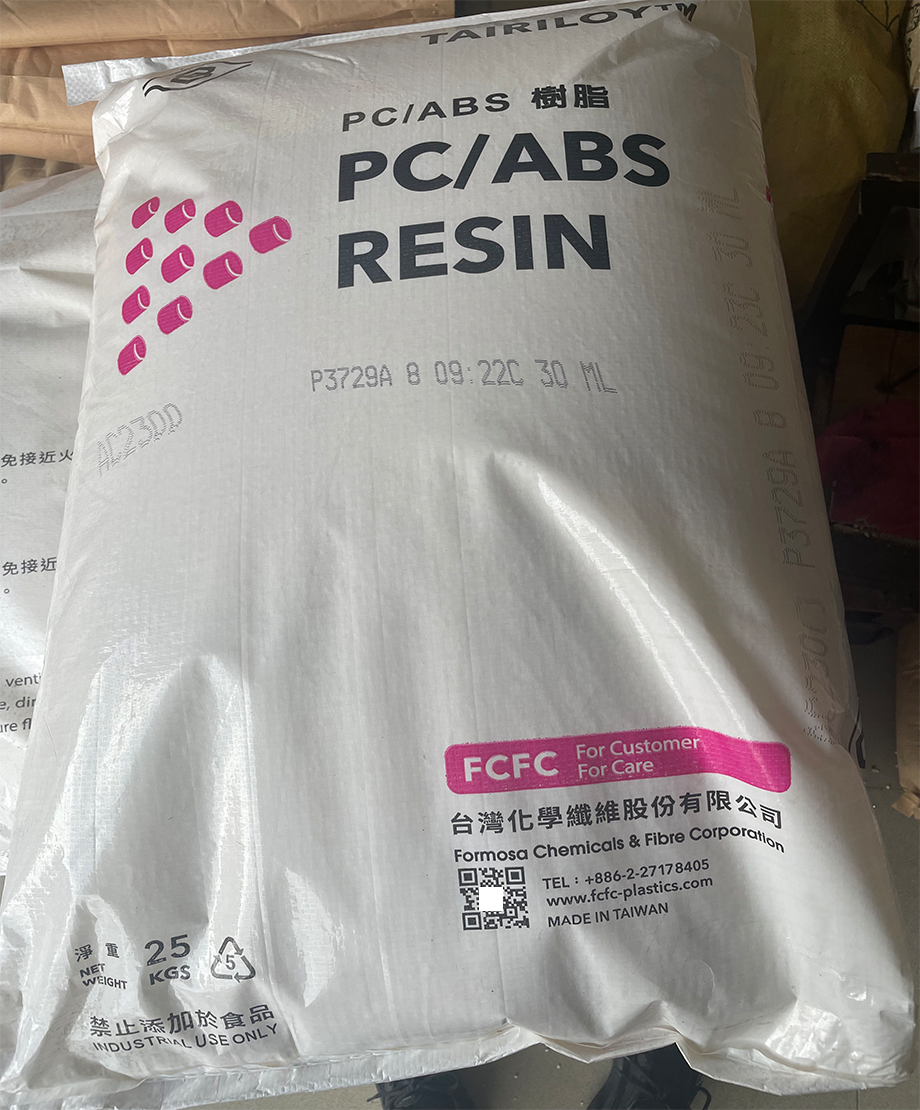 TAIRILOY™
PC/ABS 樹脂
PC/ABS
RESIN
P3729A 8 09:22C 30 ML
AC23DD
P3729A 8 09:23C 30 ML
FCFC
For Customer
For Care
台灣化學纖維股份有限公司
Formosa Chemicals & Fibre Corporation
TEL：+886-2-27178405
www.fcfc-plastics.com
MADE IN TAIWAN
淨重
25
NET
WEIGHT
KGS
5
禁止添加於食品
INDUSTRIAL USE ONLY
免接近火
。
免接近
。